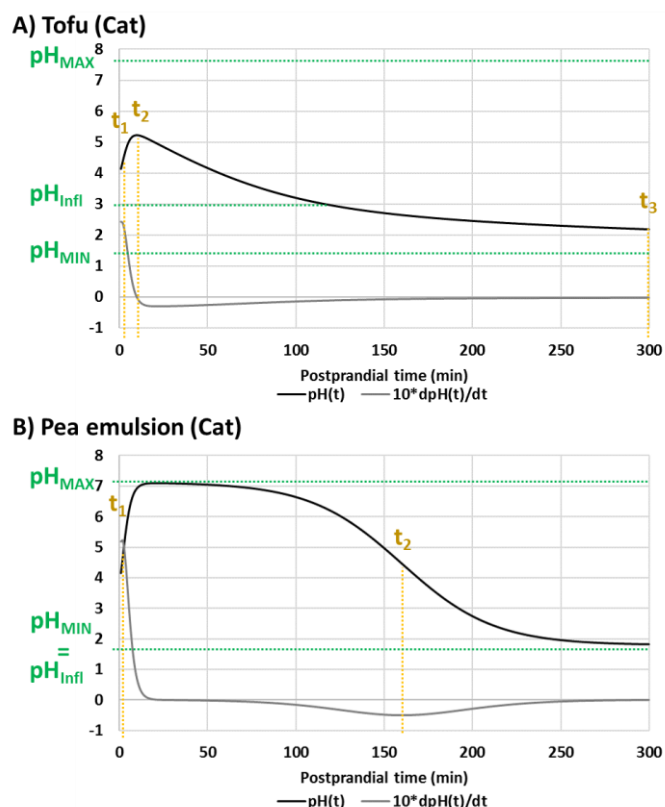 A) Tofu (Cat)
8
pHMAX
7
6
t1 t2
5
4
pHInfl
3
t3
2
pHMIN
1
0
-1
0 50 100 150 200 250 300
Postprandial time (min)
pH(t) 10*dpH(t)/dt
B) Pea emulsion (Cat)
8
pHMAX
7
t1
6
t2
5
4
3
pHMIN
2
=
1
pHInfl
0
-1
0 50 100 150 200 250 300
Postprandial time (min)
pH(t) 10*dpH(t)/dt